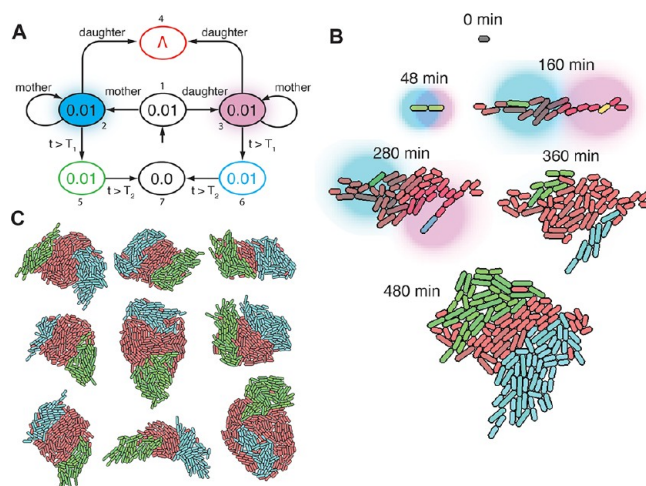 A
4
Λ
daughter
daughter
mother
mother
1
daughter
mother
0.01
0.01
0.01
2
3
t > T₁
t > T₁
0.01
t > T₂
0.0
t > T₂
0.01
5
7
6
B
0 min
48 min
160 min
280 min
360 min
480 min
C